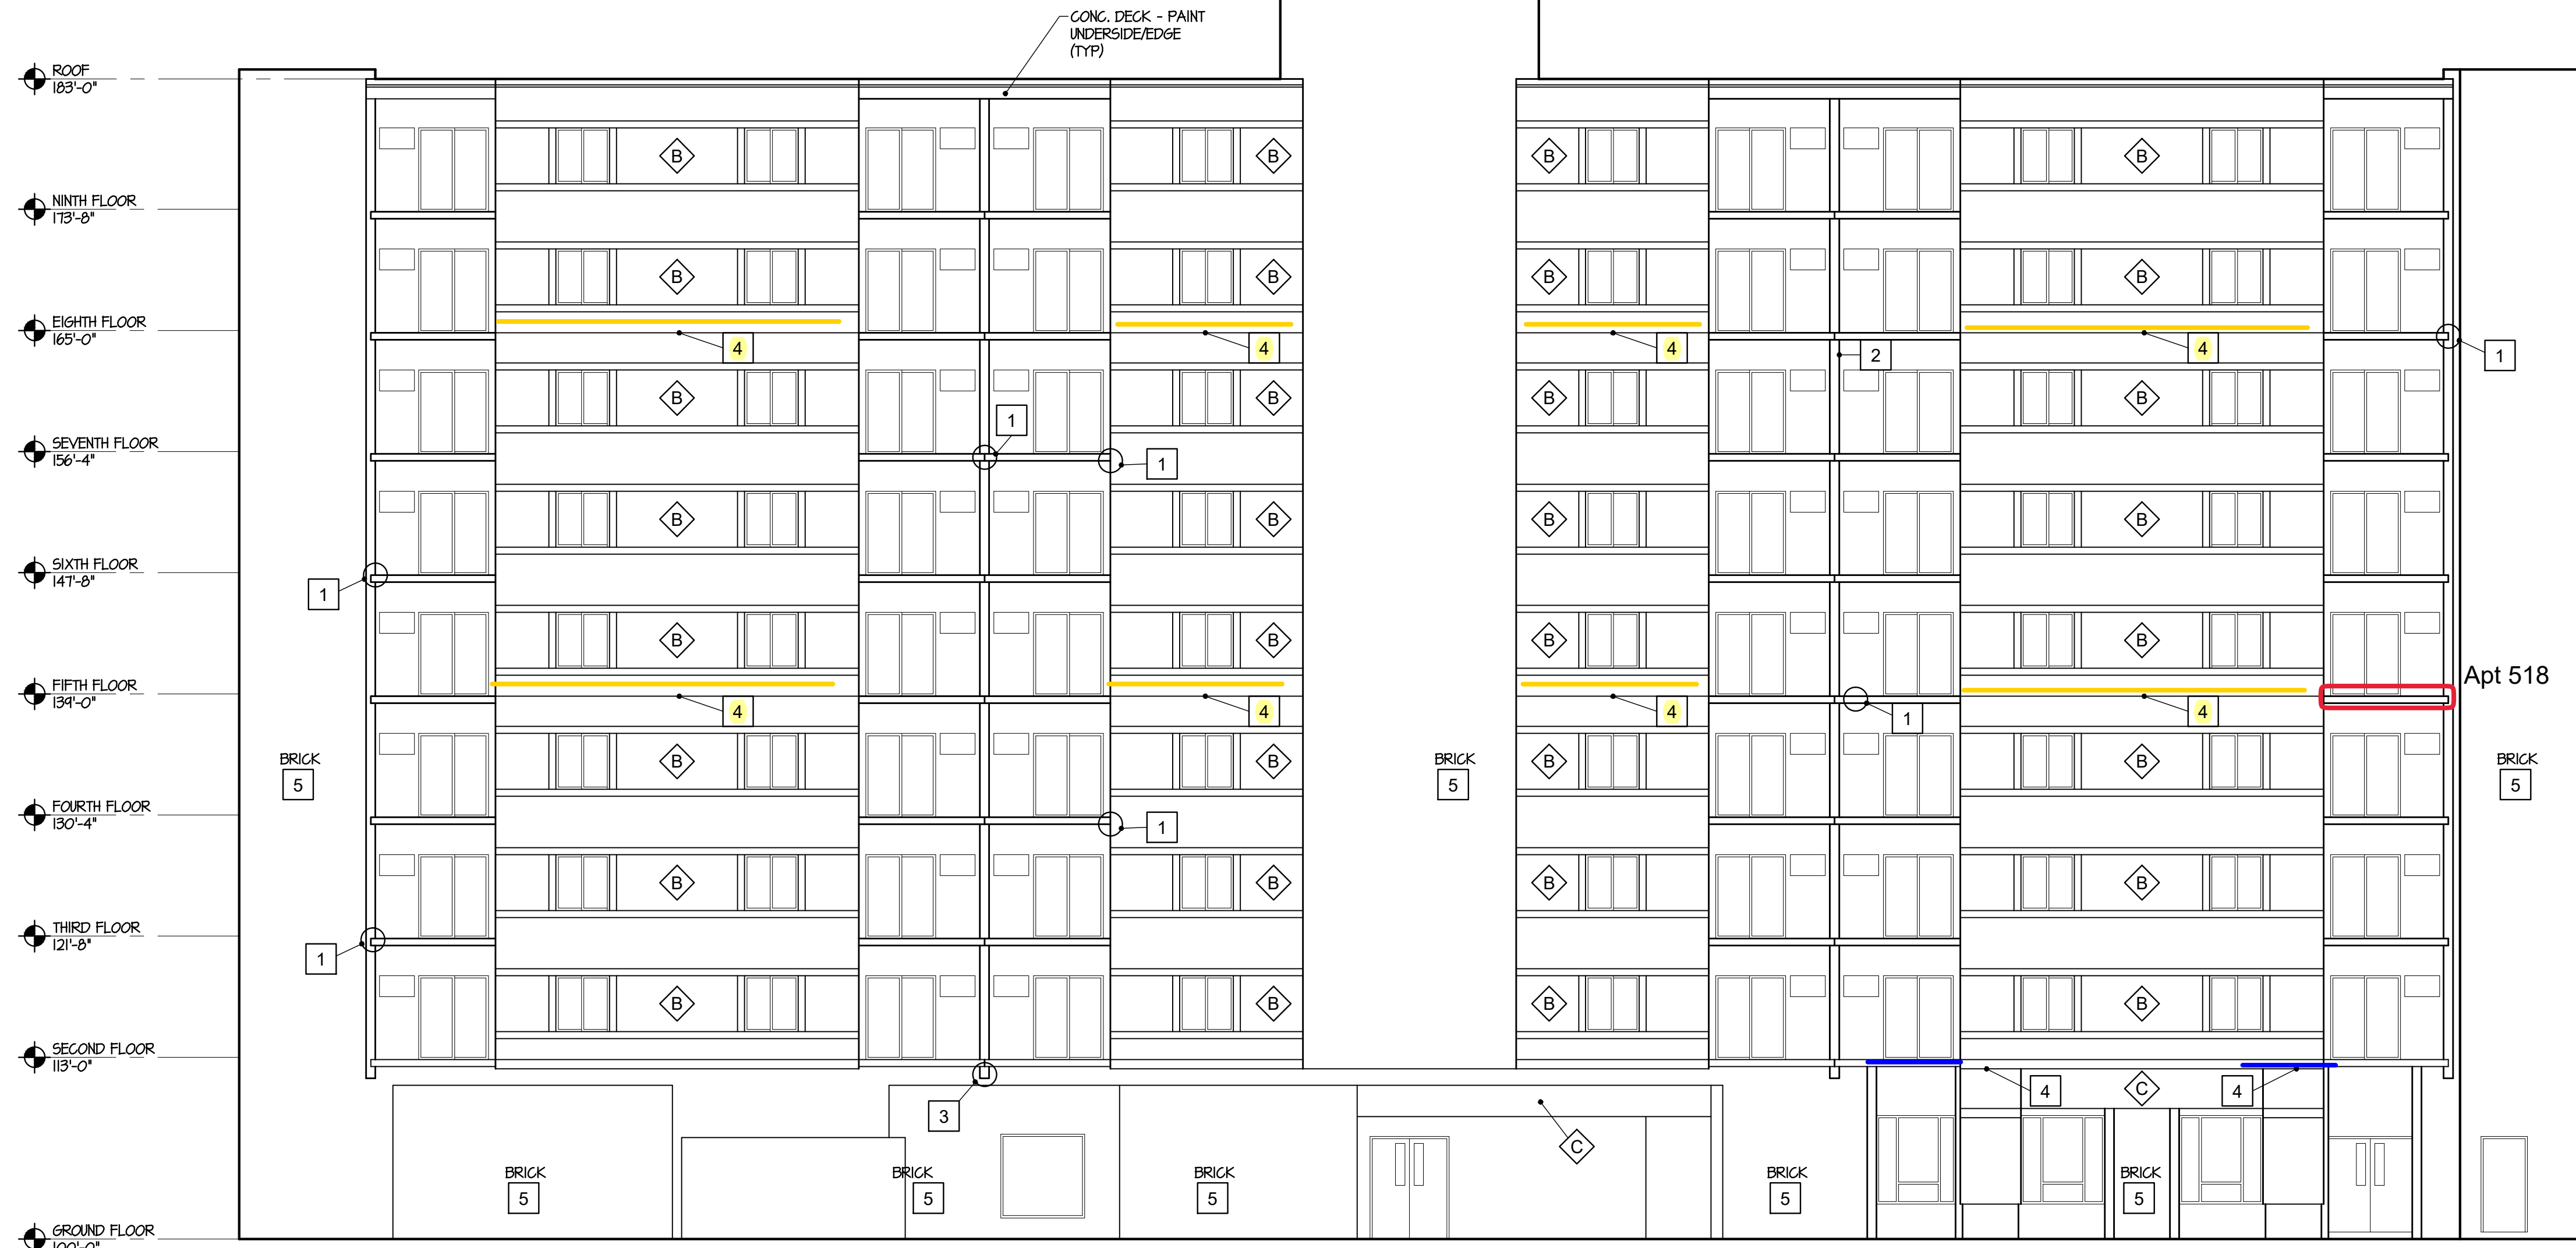 CONC. DECK - PAINT
UNDERSIDE/EDGE
(TYP)
ROOF
183'-0"
B B B B
NINTH FLOOR
173'-8"
B B B B
EIGHTH FLOOR
165'-0"
4 4 4 4
2 1
B B B B
1
SEVENTH FLOOR
156'-4"
1
B B B B
SIXTH FLOOR
147'-8"
1
B B B B
Apt 518
FIFTH FLOOR
139'-0"
4 4 4 4
1
BRICK BRICK BRICK
5 5 5
B B B B
FOURTH FLOOR
130'-4"
1
B B B B
THIRD FLOOR
121'-8"
1
B B B B
SECOND FLOOR
113'-0"
4 C 4
3
C
BRICK BRICK BRICK BRICK BRICK
5 5 5 5 5
GROUND FLOOR